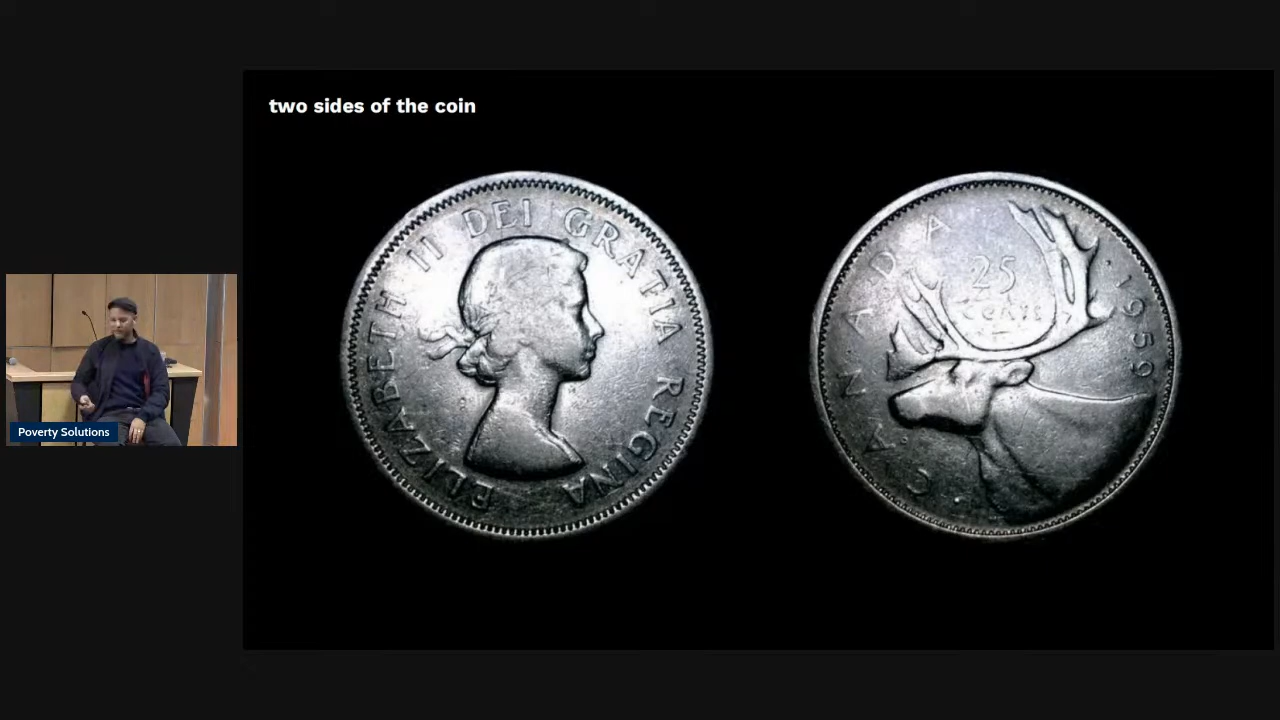 two sides of the coin
ELIZABETH II DEI GRATIA REGINA
CANADA
25
CENTS
1959
Poverty Solutions